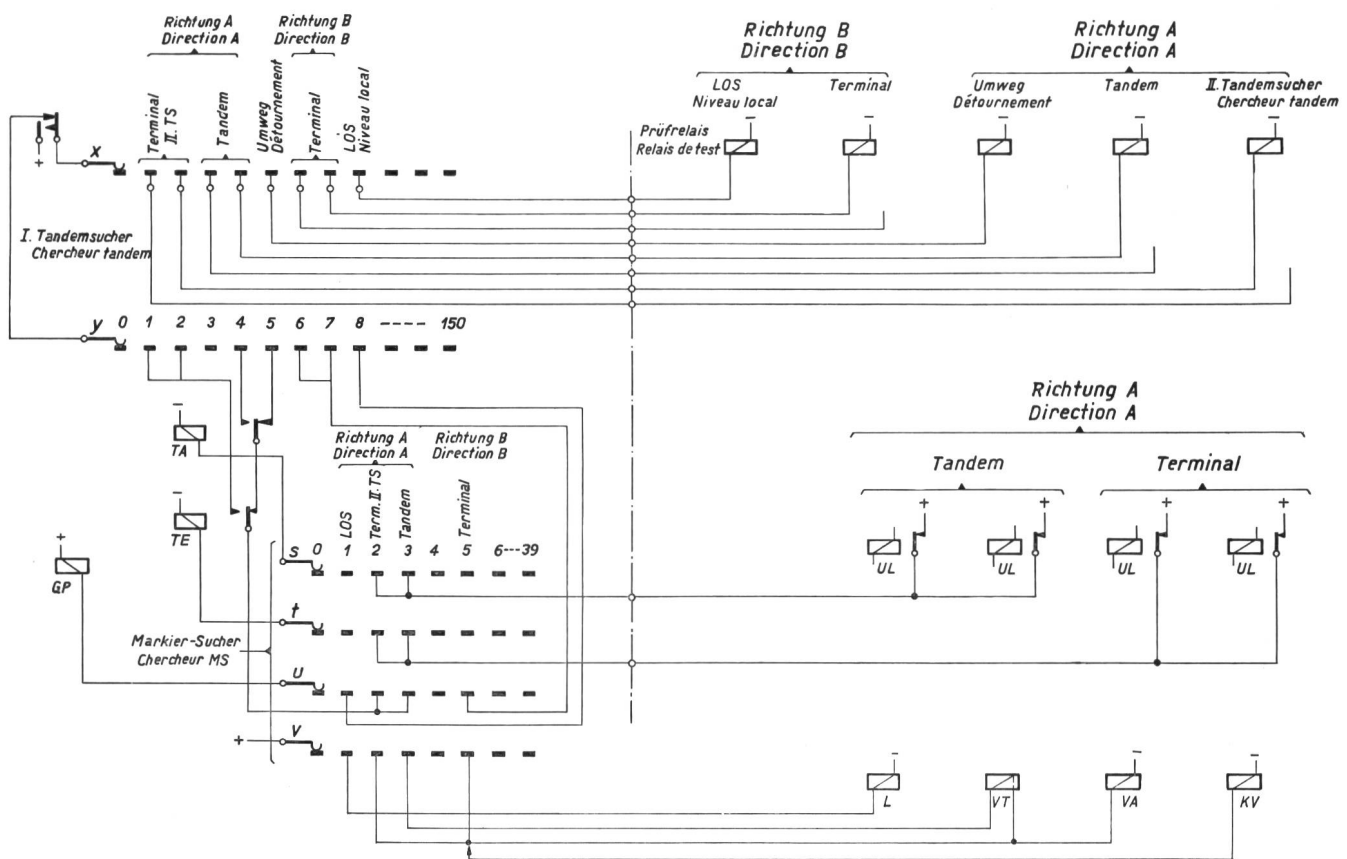 Richtung A
Direction A
Richtung B
Direction B
Terminal
II. TS
Tandem
Umweg
Détournement
Terminal
LOS
Niveau local
+
x
I. Tandemsucher
Chercheur tandem
y 0 1 2 3 4 5 6 7 8 ----- 150
Richtung B
Direction B
Richtung A
Direction A
LOS
Niveau local
Terminal
Umweg
Détournement
Tandem
II. Tandemsucher
Chercheur tandem
Prüfrelais
Relais de test
− − − − −
− TA
− TE
+ GP
Richtung A
Direction A
Richtung B
Direction B
LOS
Term. II. TS
Tandem
Terminal
s 0 1 2 3 4 5 6---39
t
u
+ v
Markier-Sucher
Chercheur MS
Richtung A
Direction A
Tandem
Terminal
+ + + +
UL UL UL UL
− − −
L VT VA KV